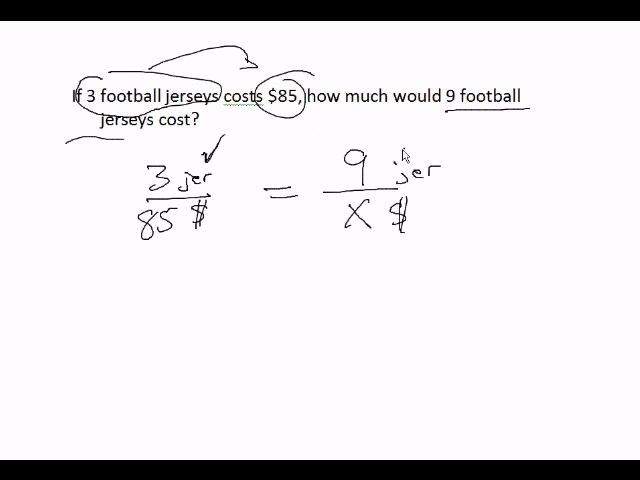 If 3 football jerseys costs $85, how much would 9 football
jerseys cost?
3 jer = 9 jer
85 $ x $